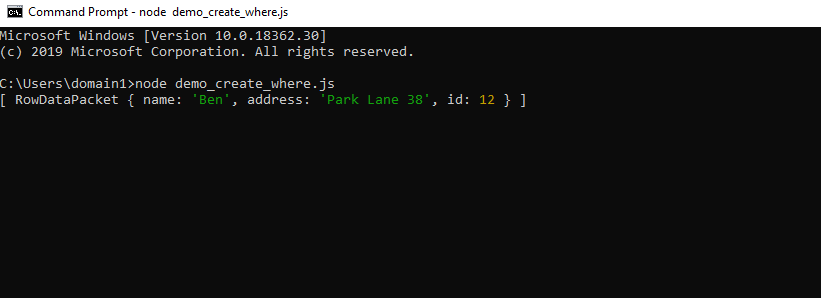 Command Prompt - node  demo_create_where.js
Microsoft Windows [Version 10.0.18362.30]
(c) 2019 Microsoft Corporation. All rights reserved.
C:\Users\domain1>node demo_create_where.js
[ RowDataPacket { name: 'Ben', address: 'Park Lane 38', id: 12 } ]